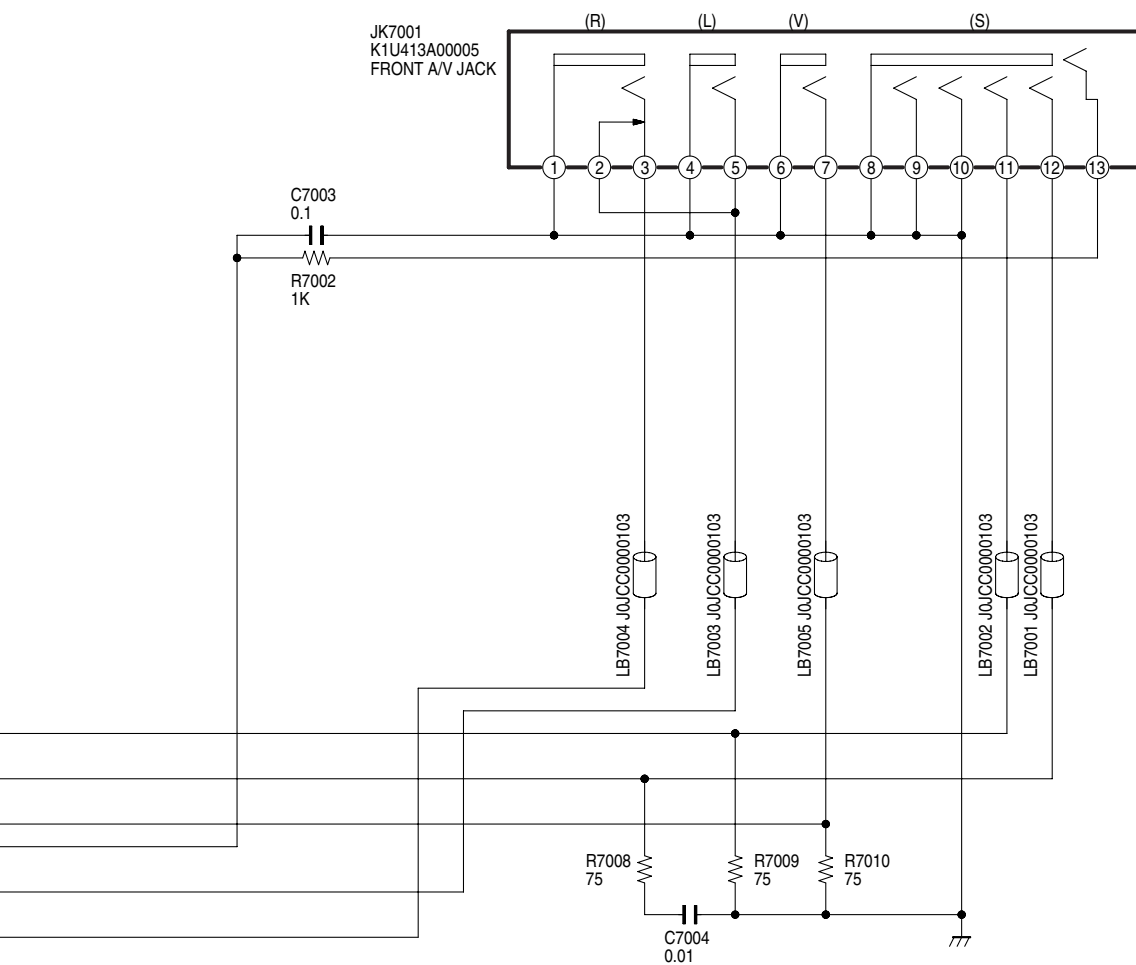 (R)
(L)
(V)
(S)
JK7001
K1U413A00005
FRONT A/V JACK
1
2
3
4
5
6
7
8
9
10
11
12
13
C7003
0.1
R7002
1K
LB7004 J0JCC0000103
LB7003 J0JCC0000103
LB7005 J0JCC0000103
LB7002 J0JCC0000103
LB7001 J0JCC0000103
R7008
75
R7009
75
R7010
75
C7004
0.01